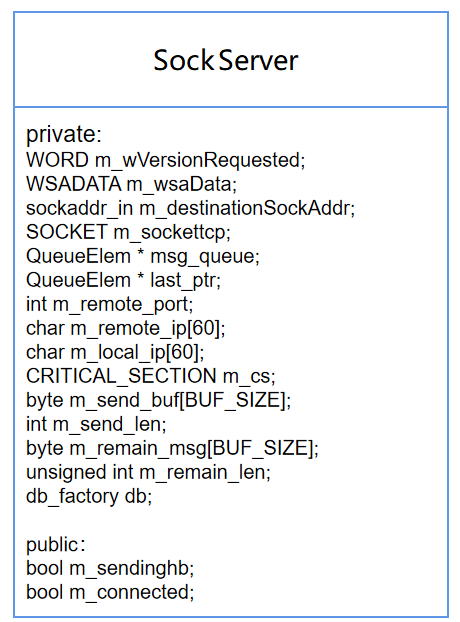 SockServer
private:
WORD m_wVersionRequested;
WSADATA m_wsaData;
sockaddr_in m_destinationSockAddr;
SOCKET m_sockettcp;
QueueElem * msg_queue;
QueueElem * last_ptr;
int m_remote_port;
char m_remote_ip[60];
char m_local_ip[60];
CRITICAL_SECTION m_cs;
byte m_send_buf[BUF_SIZE];
int m_send_len;
byte m_remain_msg[BUF_SIZE];
unsigned int m_remain_len;
db_factory db;
public：
bool m_sendinghb;
bool m_connected;